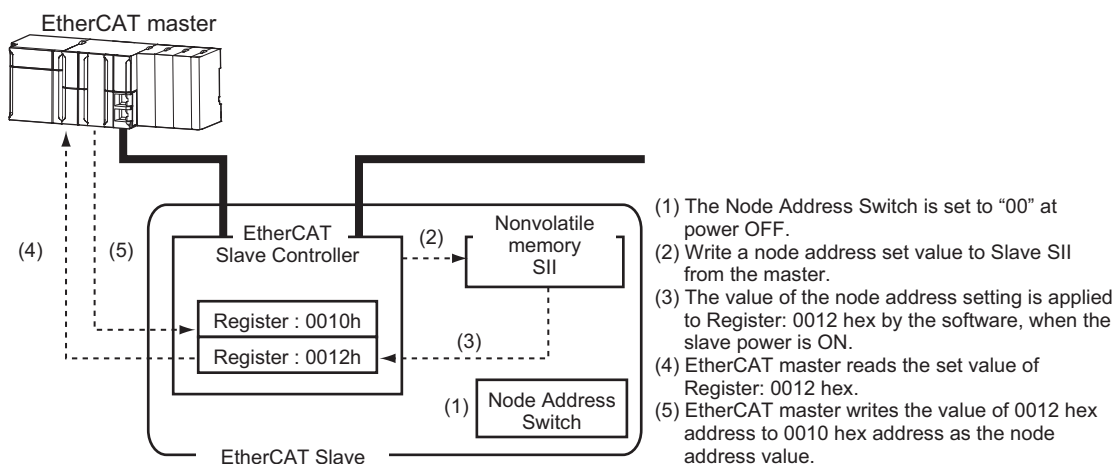 EtherCAT master
(4)
(5)
EtherCAT
Slave Controller
(2)
Nonvolatile
memory
SII
Register : 0010h
Register : 0012h
(3)
(1)
Node Address
Switch
EtherCAT Slave
(1) The Node Address Switch is set to “00” at
power OFF.
(2) Write a node address set value to Slave SII
from the master.
(3) The value of the node address setting is applied
to Register: 0012 hex by the software, when the
slave power is ON.
(4) EtherCAT master reads the set value of
Register: 0012 hex.
(5) EtherCAT master writes the value of 0012 hex
address to 0010 hex address as the node
address value.